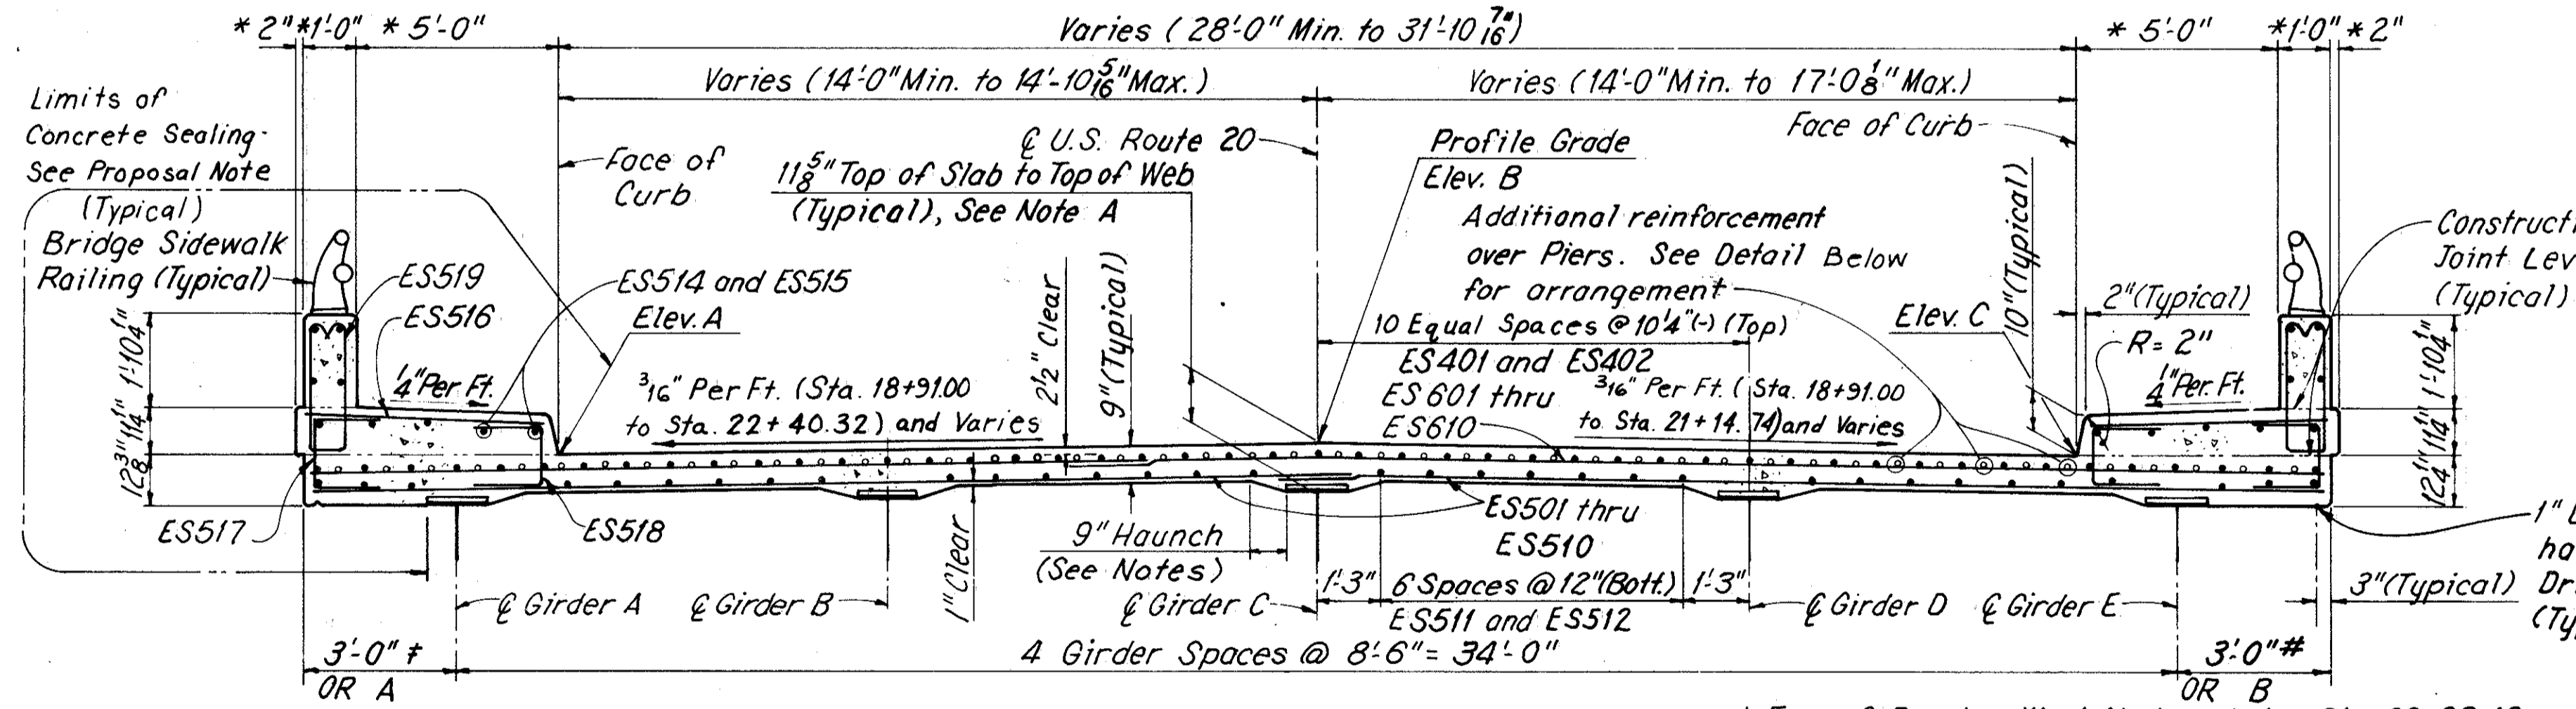 * 2" *1'-0" * 5'-0"
Varies ( 28'-0" Min. to 31'-10 7/16")
* 5'-0" *1'-0" *2"
Varies (14'-0" Min. to 14'-10 5/16" Max.)
Varies (14'-0" Min. to 17'-0 1/8" Max.)
Limits of
Concrete Sealing-
See Proposal Note
(Typical)
Bridge Sidewalk
Railing (Typical)
Face of
Curb
℄ U.S. Route 20
11 5/8" Top of Slab to Top of Web
(Typical), See Note A
Profile Grade
Elev. B
Face of Curb
Additional reinforcement
over Piers. See Detail Below
for arrangement
10 Equal Spaces @ 10'4"(-) (Top)
ES401 and ES402
ES 601 thru
ES610
ES519
ES516
ES514 and ES515
Elev. A
2 1/2" Clear
9" (Typical)
Elev. C
10" (Typical)
2" (Typical)
R= 2"
Constructi
Joint Lev
(Typical)
1'-10 1/4"
11 1/4"
12 3/8"
1/4" Per Ft.
3/16" Per Ft. (Sta. 18+91.00
to Sta. 22+40.32) and Varies
3/16" Per Ft. ( Sta. 18+91.00
to Sta. 21+14.74) and Varies
1/4" Per Ft.
1'-10 1/4"
11 1/4"
12 1/4"
ES517
ES518
1" Clear
9" Haunch
(See Notes)
ES501 thru
ES510
1'-3" 6 Spaces @ 12" (Bott.) 1'-3"
ES511 and ES512
℄ Girder A ℄ Girder B ℄ Girder C ℄ Girder D ℄ Girder E
3" (Typical)
1"
ha
Dr
(Ty
3'-0" ‡
OR A
4 Girder Spaces @ 8'-6" = 34'-0"
3'-0" #
OR B